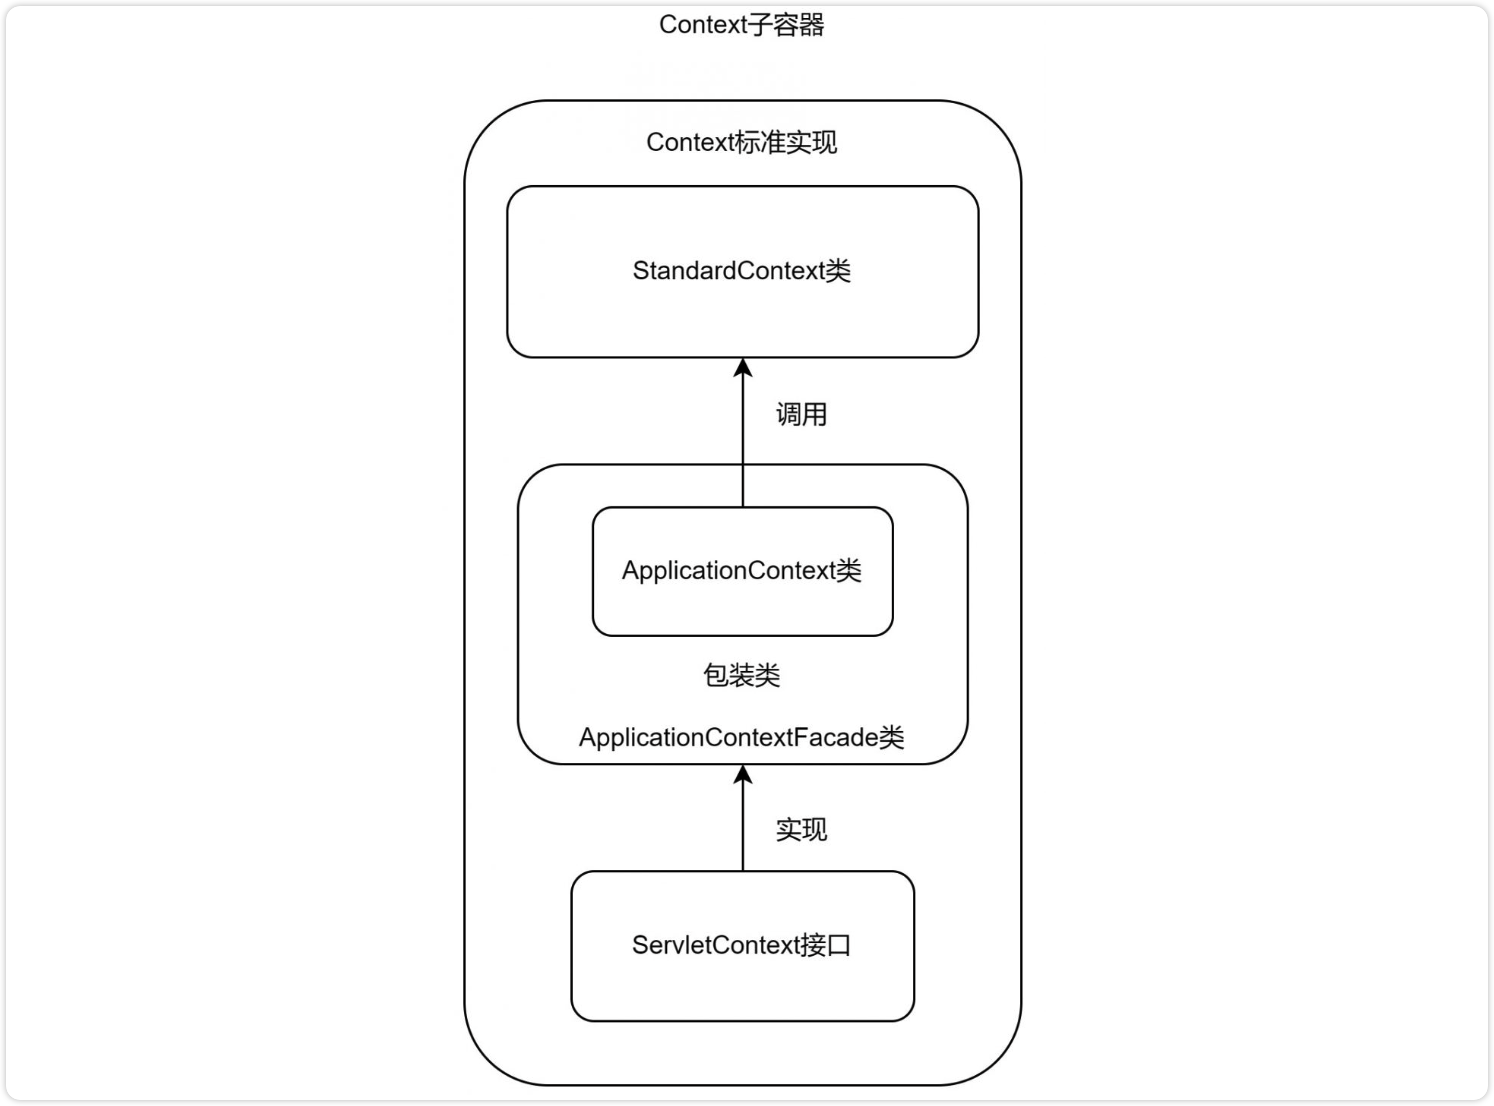 Context子容器
Context标准实现
StandardContext类
调用
ApplicationContext类
包装类
ApplicationContextFacade类
实现
ServletContext接口